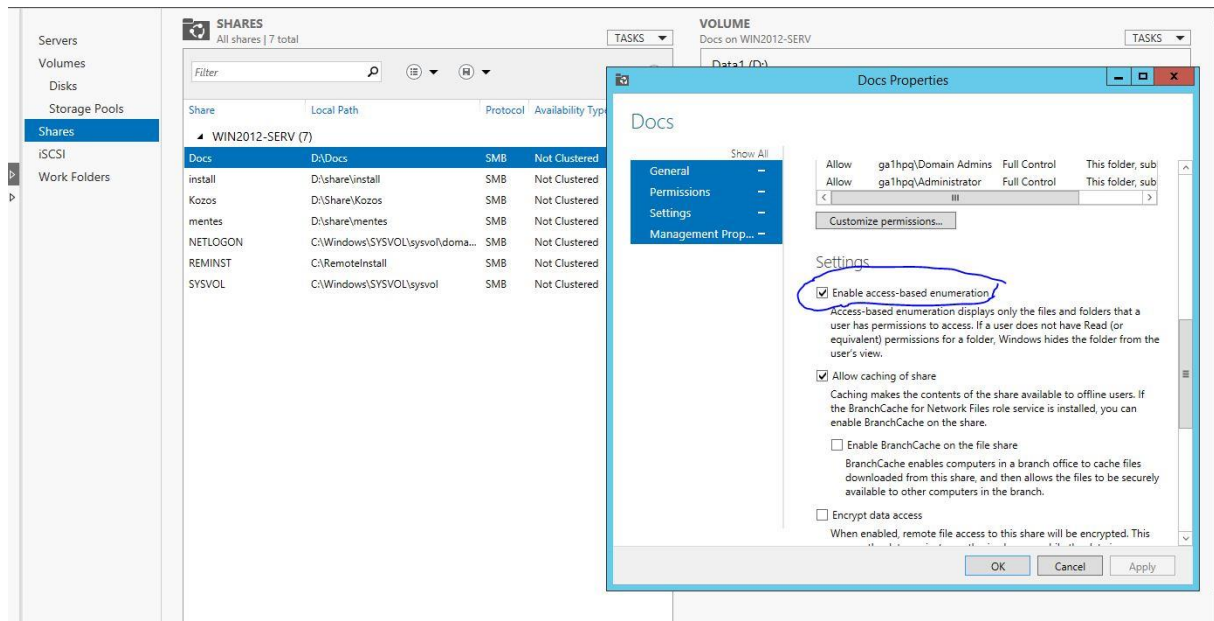 Servers
Volumes
Disks
Storage Pools
Shares
iSCSI
Work Folders
SHARES
All shares | 7 total
TASKS
Filter
Share Local Path Protocol Availability Type
WIN2012-SERV (7)
Docs D:\Docs SMB Not Clustered
install D:\share\install SMB Not Clustered
Kozos D:\Share\Kozos SMB Not Clustered
mentes D:\share\mentes SMB Not Clustered
NETLOGON C:\Windows\SYSVOL\sysvol\doma... SMB Not Clustered
REMINST C:\RemoteInstall SMB Not Clustered
SYSVOL C:\Windows\SYSVOL\sysvol SMB Not Clustered
VOLUME
Docs on WIN2012-SERV
TASKS
Data1 (D:)
Docs Properties
Docs
Show All
General
Permissions
Settings
Management Prop...
Allow ga1hpq\Domain Admins Full Control This folder, sub
Allow ga1hpq\Administrator Full Control This folder, sub
Customize permissions...
Settings
Enable access-based enumeration
Access-based enumeration displays only the files and folders that a
user has permissions to access. If a user does not have Read (or
equivalent) permissions for a folder, Windows hides the folder from the
user's view.
Allow caching of share
Caching makes the contents of the share available to offline users. If
the BranchCache for Network Files role service is installed, you can
enable BranchCache on the share.
Enable BranchCache on the file share
BranchCache enables computers in a branch office to cache files
downloaded from this share, and then allows the files to be securely
available to other computers in the branch.
Encrypt data access
When enabled, remote file access to this share will be encrypted. This
OK Cancel Apply